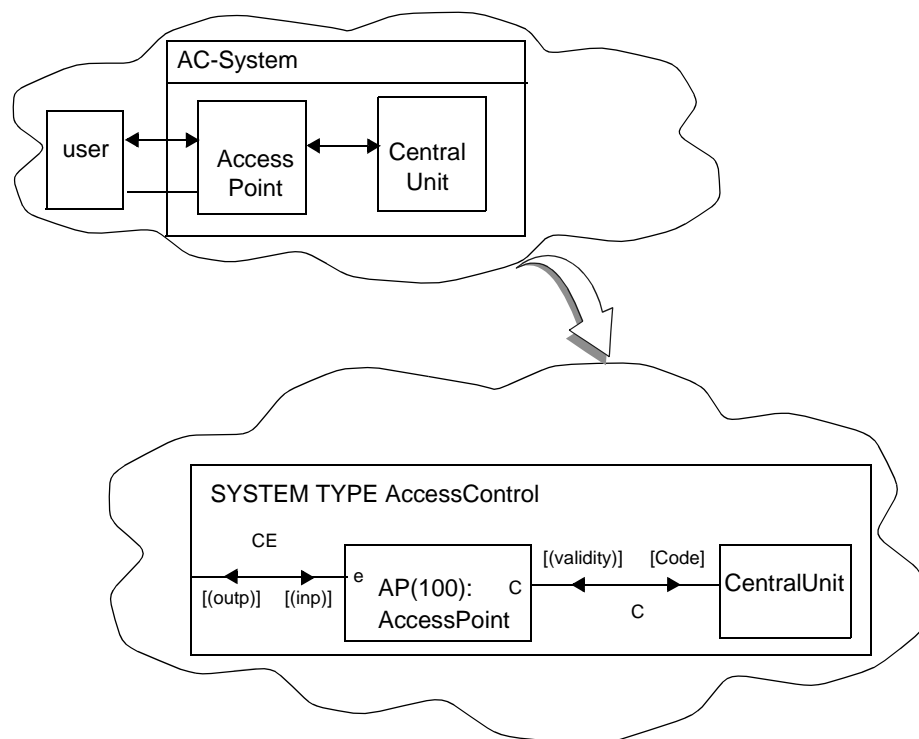 AC-System
user
Access
Point
Central
Unit
SYSTEM TYPE AccessControl
CE
[(outp)]
[(inp)]
e
AP(100):
AccessPoint
C
[(validity)]
[Code]
C
CentralUnit